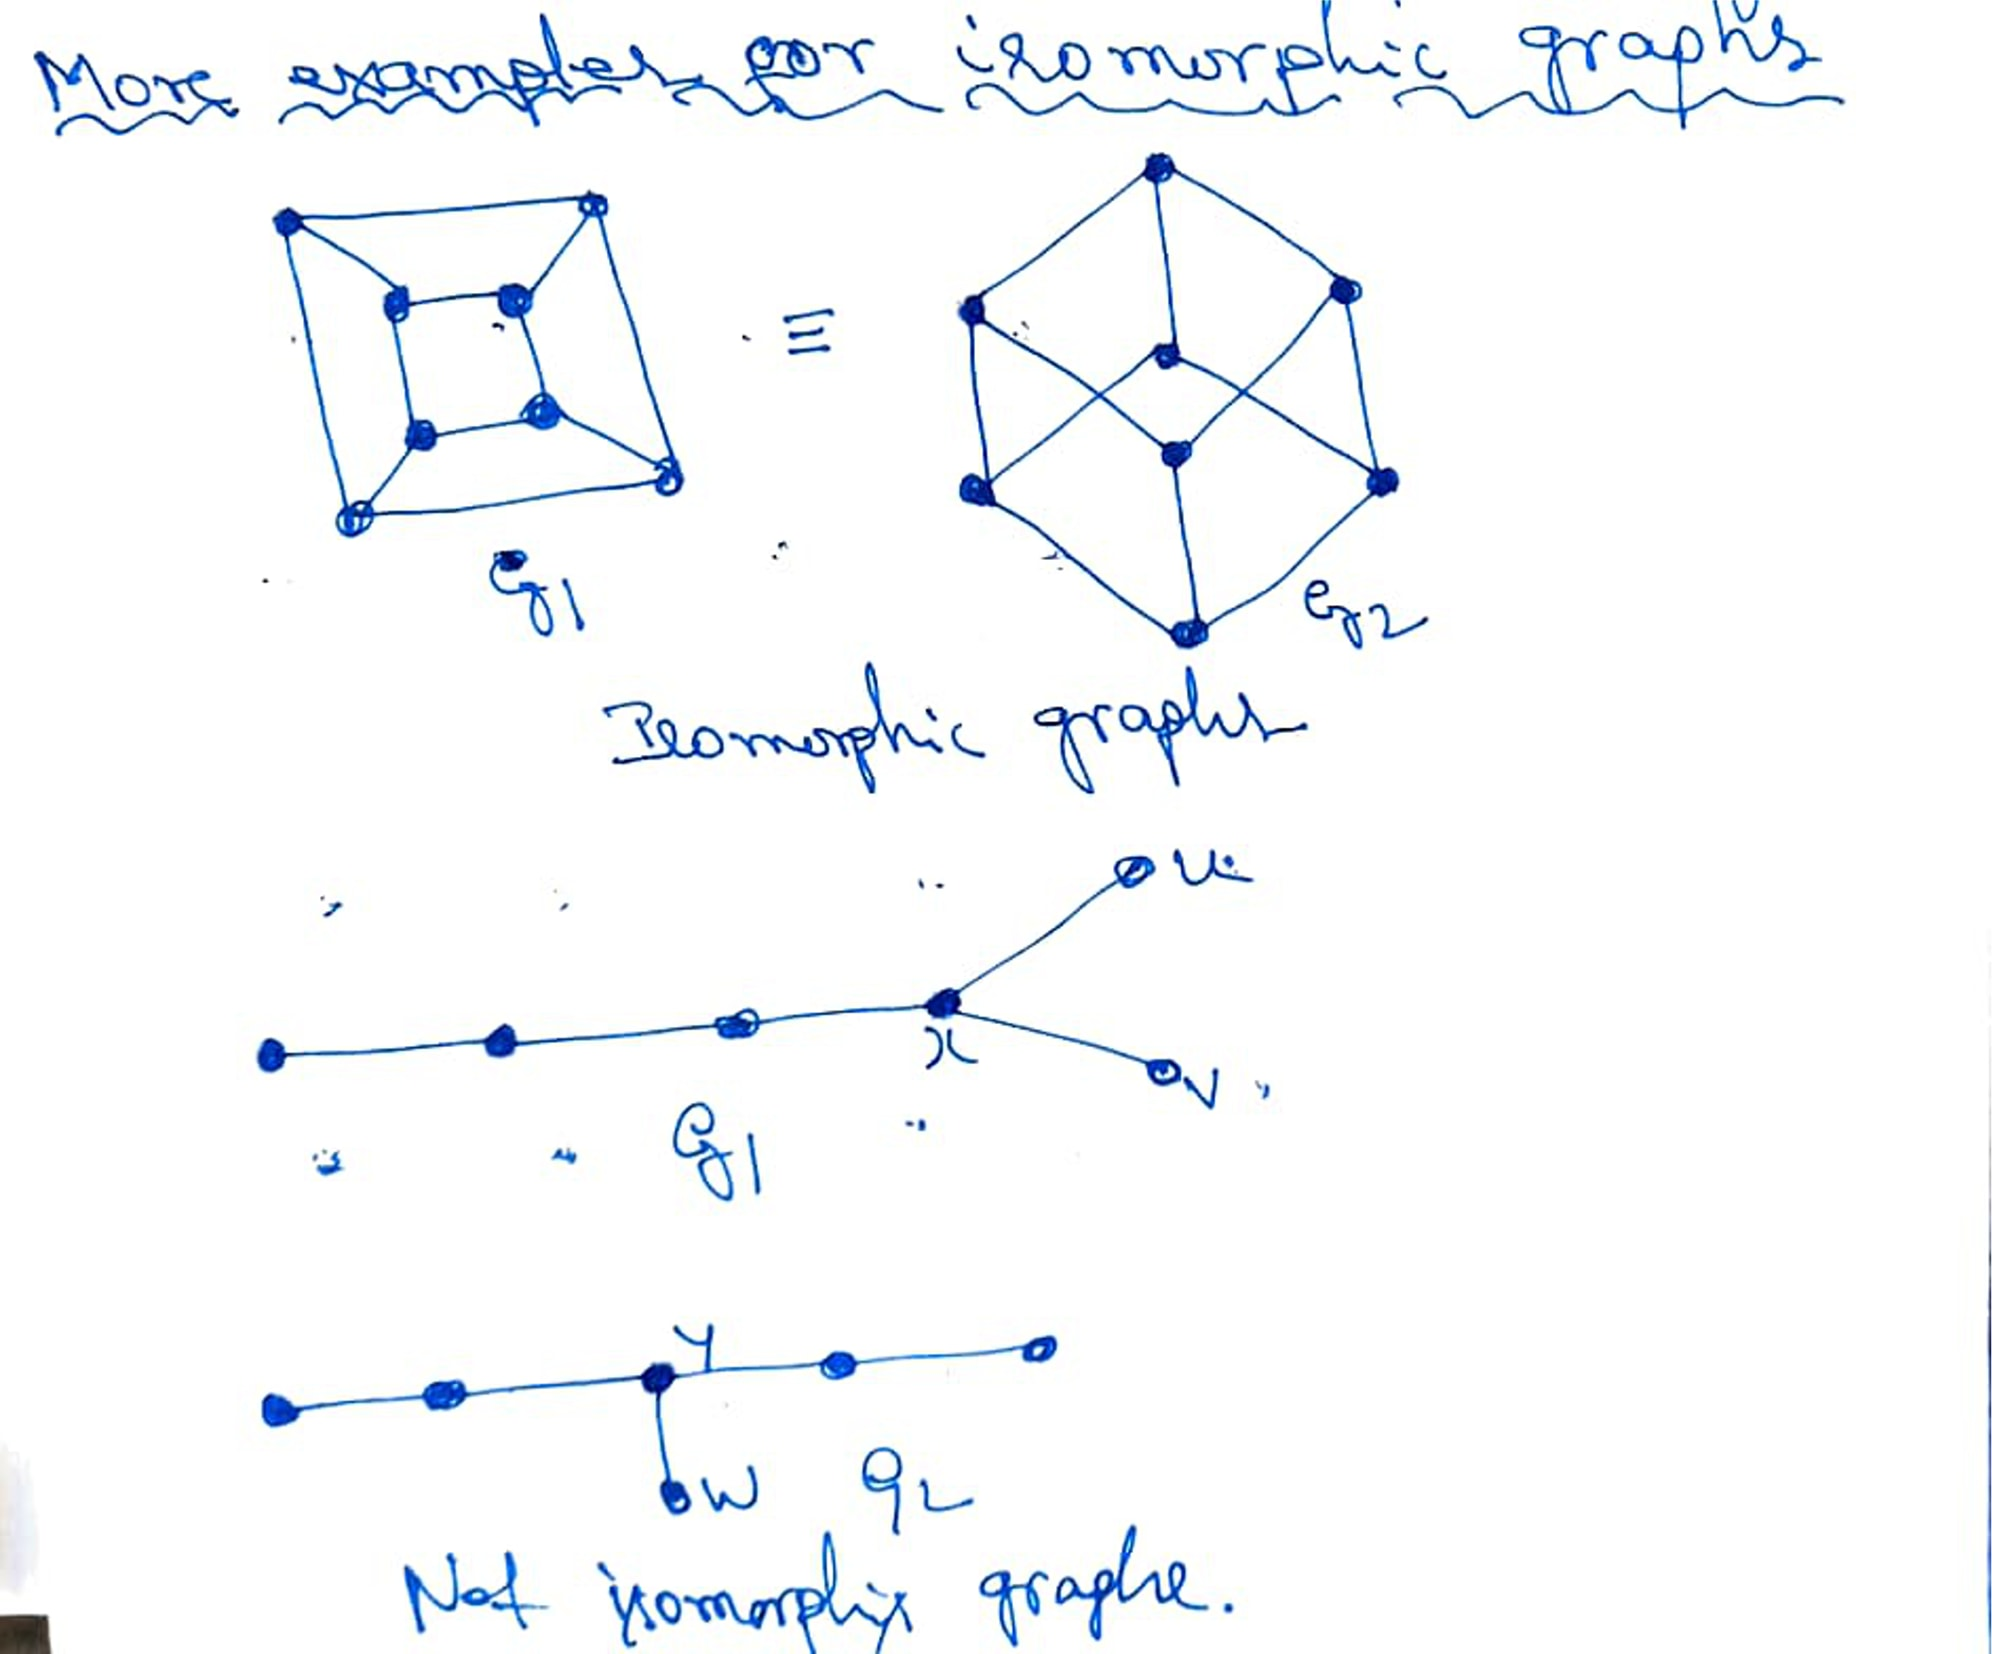 More examples for isomorphic graphs
≡
G1
G2
Isomorphic graphs
u
x
v
G1
y
w G2
Not isomorphic graphs.